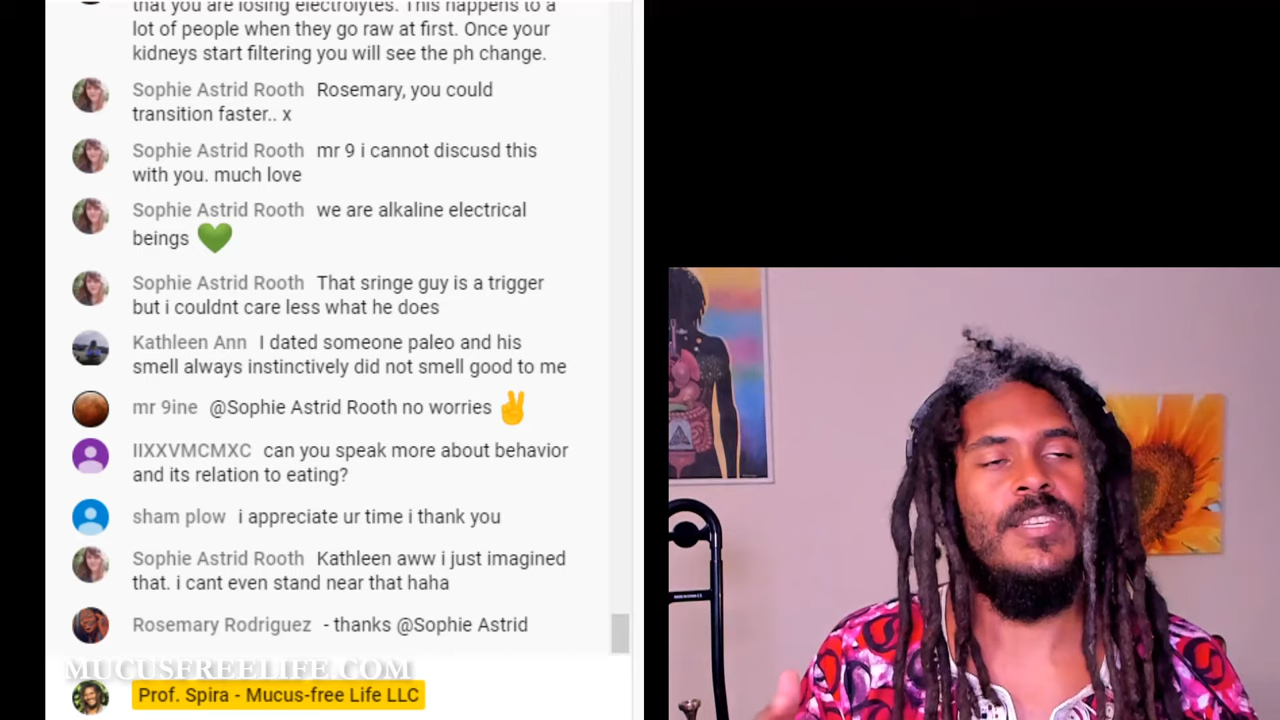 that you are losing electrolytes. This happens to a
lot of people when they go raw at first. Once your
kidneys start filtering you will see the ph change.
Sophie Astrid Rooth Rosemary, you could
transition faster.. x
Sophie Astrid Rooth mr 9 i cannot discusd this
with you. much love
Sophie Astrid Rooth we are alkaline electrical
beings 💚
Sophie Astrid Rooth That sringe guy is a trigger
but i couldnt care less what he does
Kathleen Ann I dated someone paleo and his
smell always instinctively did not smell good to me
mr 9ine @Sophie Astrid Rooth no worries ✌
IIXXVMCMXC can you speak more about behavior
and its relation to eating?
sham plow i appreciate ur time i thank you
Sophie Astrid Rooth Kathleen aww i just imagined
that. i cant even stand near that haha
Rosemary Rodriguez - thanks @Sophie Astrid
MUCUSFREELIFE.COM
Prof. Spira - Mucus-free Life LLC